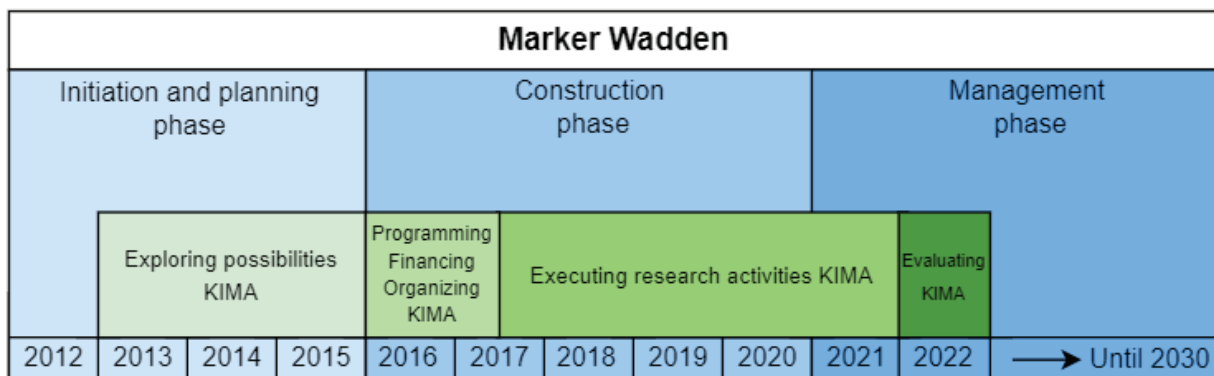 Marker Wadden
Initiation and planning
phase
Construction
phase
Management
phase
Exploring possibilities
KIMA
Programming
Financing
Organizing
KIMA
Executing research activities KIMA
Evaluating
KIMA
2012 2013 2014 2015 2016 2017 2018 2019 2020 2021 2022 Until 2030